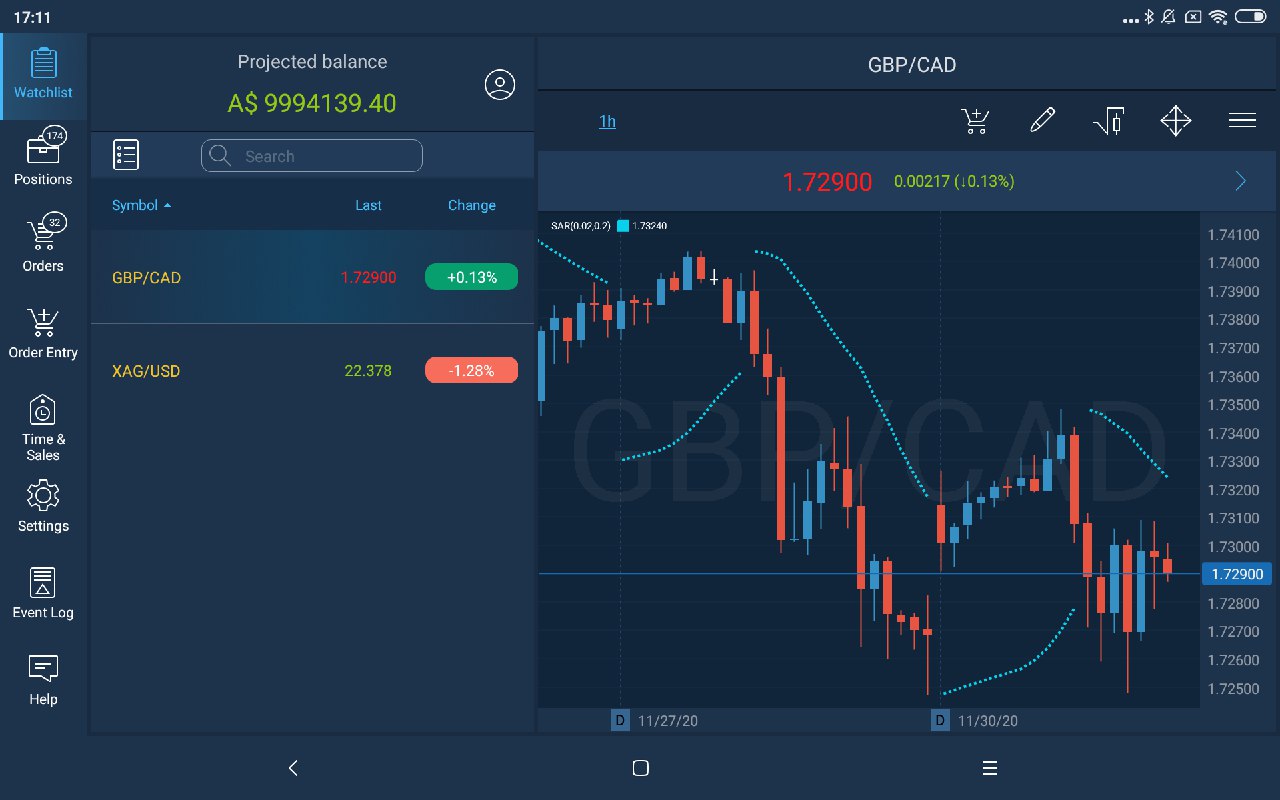 17:11
Watchlist
174
Positions
32
Orders
Order Entry
Time &
Sales
Settings
Event Log
Help
Projected balance
A$ 9994139.40
Search
Symbol Last Change
GBP/CAD 1.72900 +0.13%
XAG/USD 22.378 -1.28%
GBP/CAD
1h
1.72900 0.00217 (↓0.13%)
SAR(0.02,0.2) 1.73240
GBP/CAD
1.74100
1.74000
1.73900
1.73800
1.73700
1.73600
1.73500
1.73400
1.73300
1.73200
1.73100
1.73000
1.72900
1.72800
1.72700
1.72600
1.72500
D 11/27/20 D 11/30/20